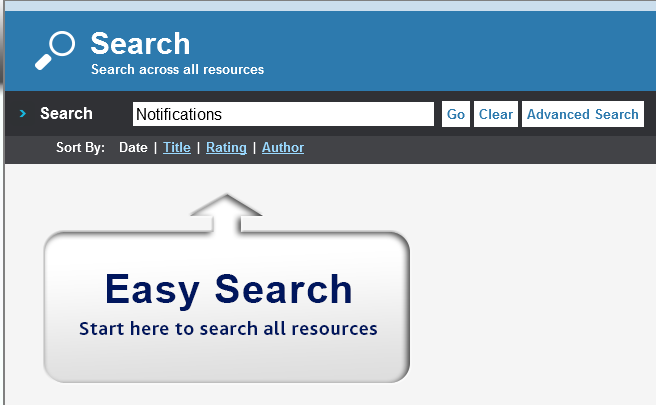 Search
Search across all resources
Search Notifications Go Clear Advanced Search
Sort By: Date | Title | Rating | Author
Easy Search
Start here to search all resources